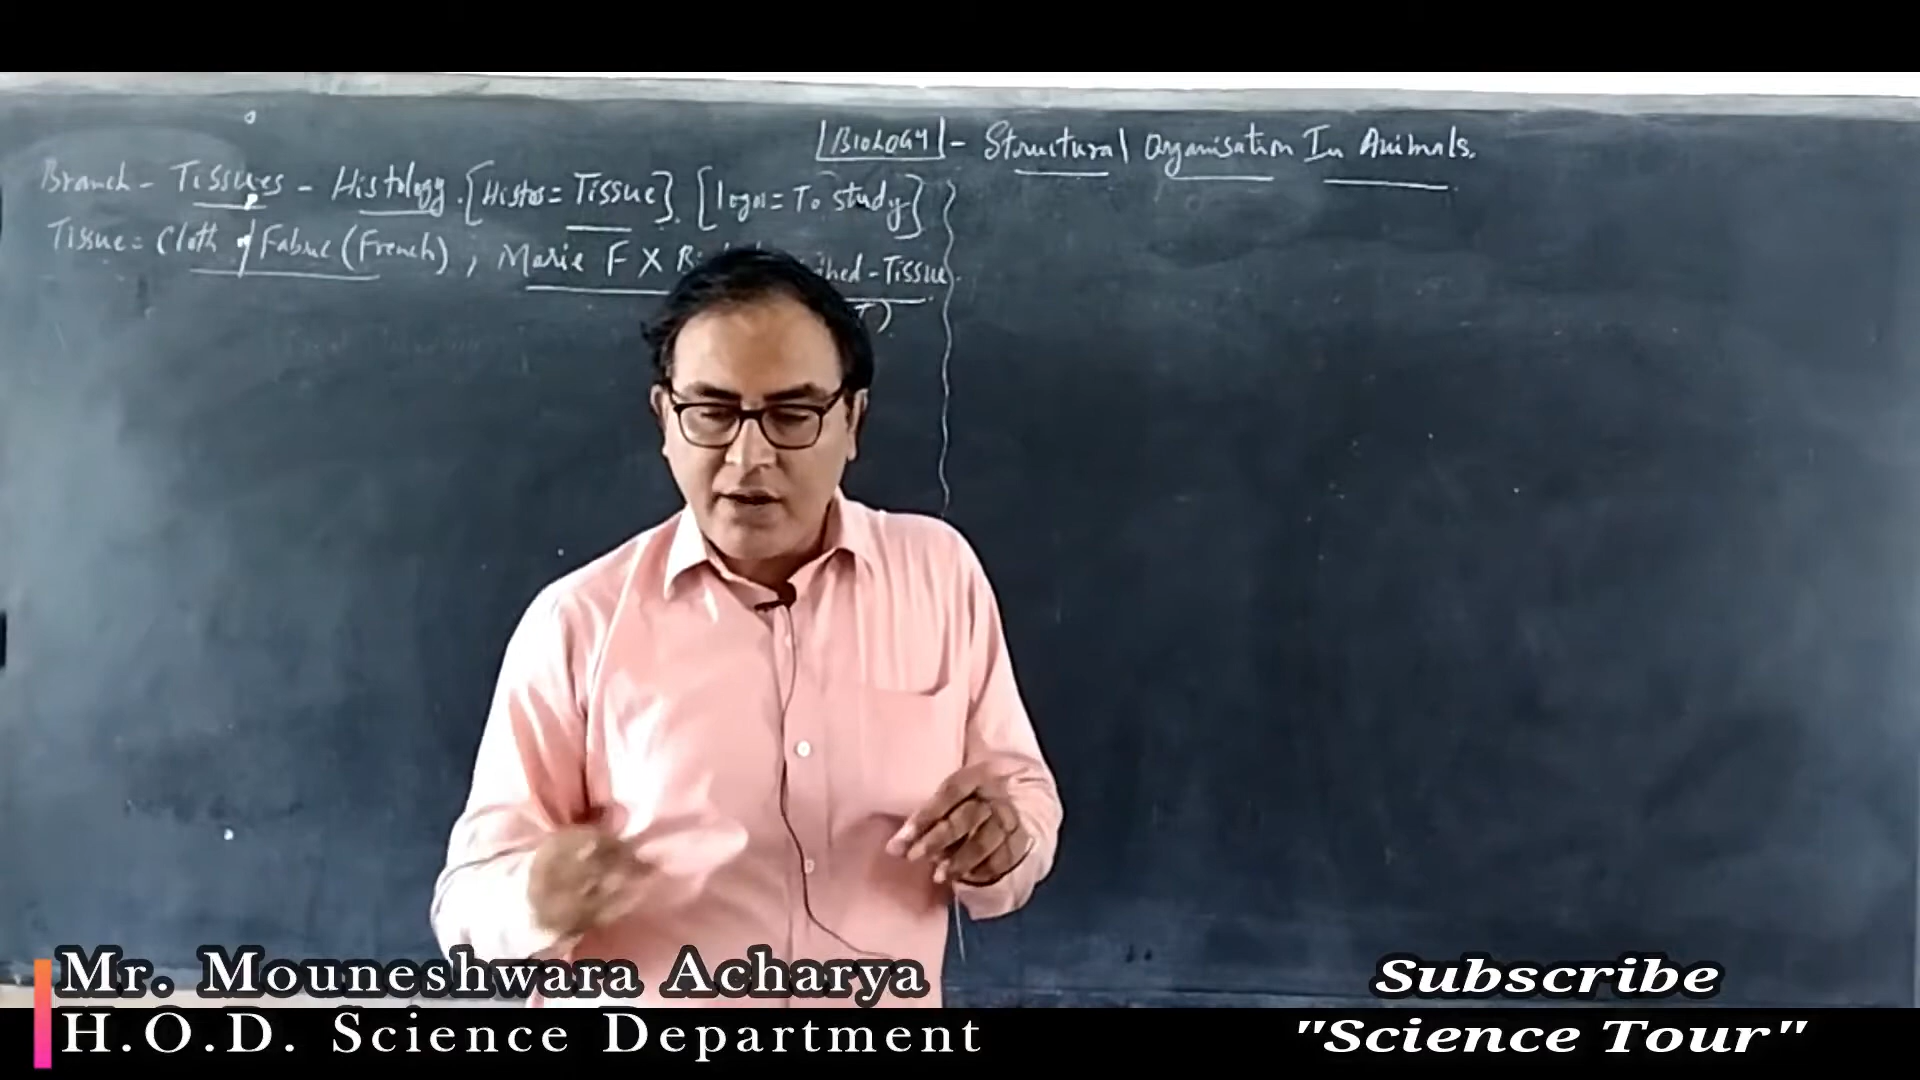 |BIOLOGY| - Structural Organisation In Animals.
Branch - Tissues - Histology. [Histos = Tissue]. [logos = To study]
Tissue = Cloth of Fabric (French) ; Marie F X - Tissue
Mr. Mouneshwara Acharya
H.O.D. Science Department
Subscribe
"Science Tour"